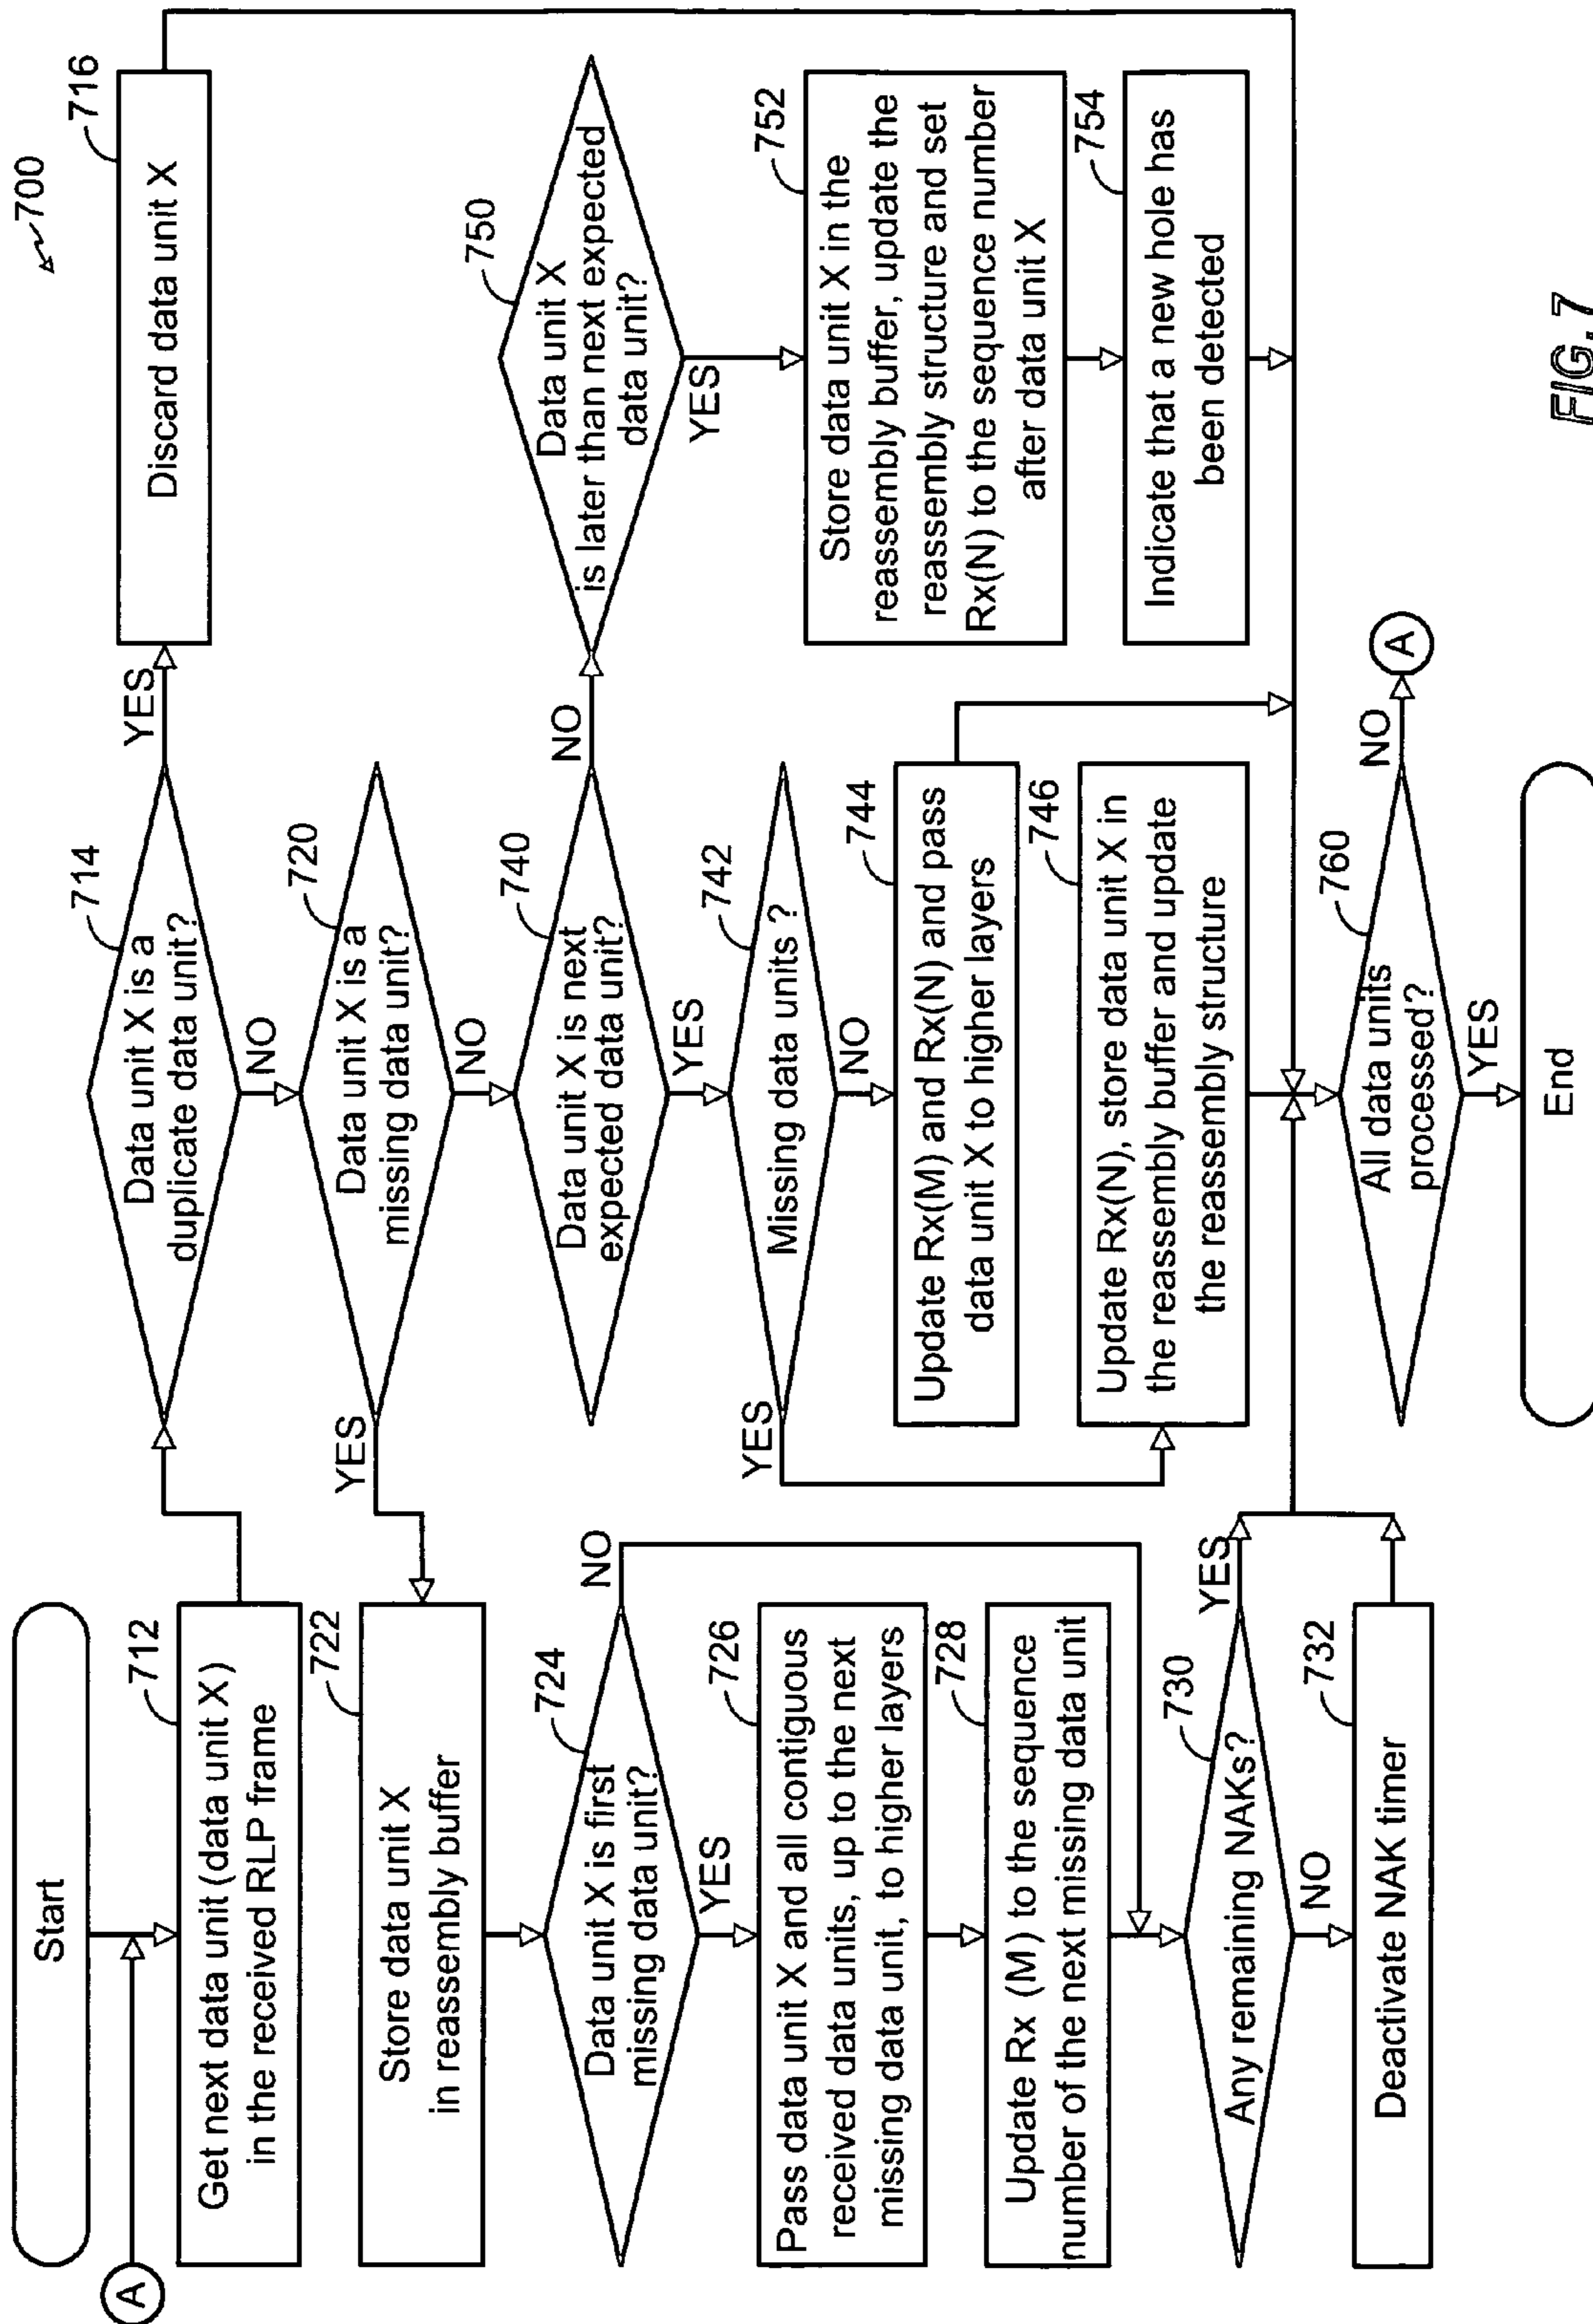 700
Start
A
712
Get next data unit (data unit X)
in the received RLP frame
714
Data unit X is a
duplicate data unit?
YES
NO
716
Discard data unit X
720
Data unit X is a
missing data unit?
YES
NO
722
Store data unit X
in reassembly buffer
724
Data unit X is first
missing data unit?
NO
YES
726
Pass data unit X and all contiguous
received data units, up to the next
missing data unit, to higher layers
728
Update Rx (M) to the sequence
number of the next missing data unit
730
Any remaining NAKs?
YES
NO
732
Deactivate NAK timer
740
Data unit X is next
expected data unit?
NO
YES
742
Missing data units ?
YES
NO
744
Update Rx(M) and Rx(N) and pass
data unit X to higher layers
746
Update Rx(N), store data unit X in
the reassembly buffer and update
the reassembly structure
750
Data unit X
is later than next expected
data unit?
YES
752
Store data unit X in the
reassembly buffer, update the
reassembly structure and set
Rx(N) to the sequence number
after data unit X
754
Indicate that a new hole has
been detected
760
All data units
processed?
NO
A
YES
End
FIG. 7